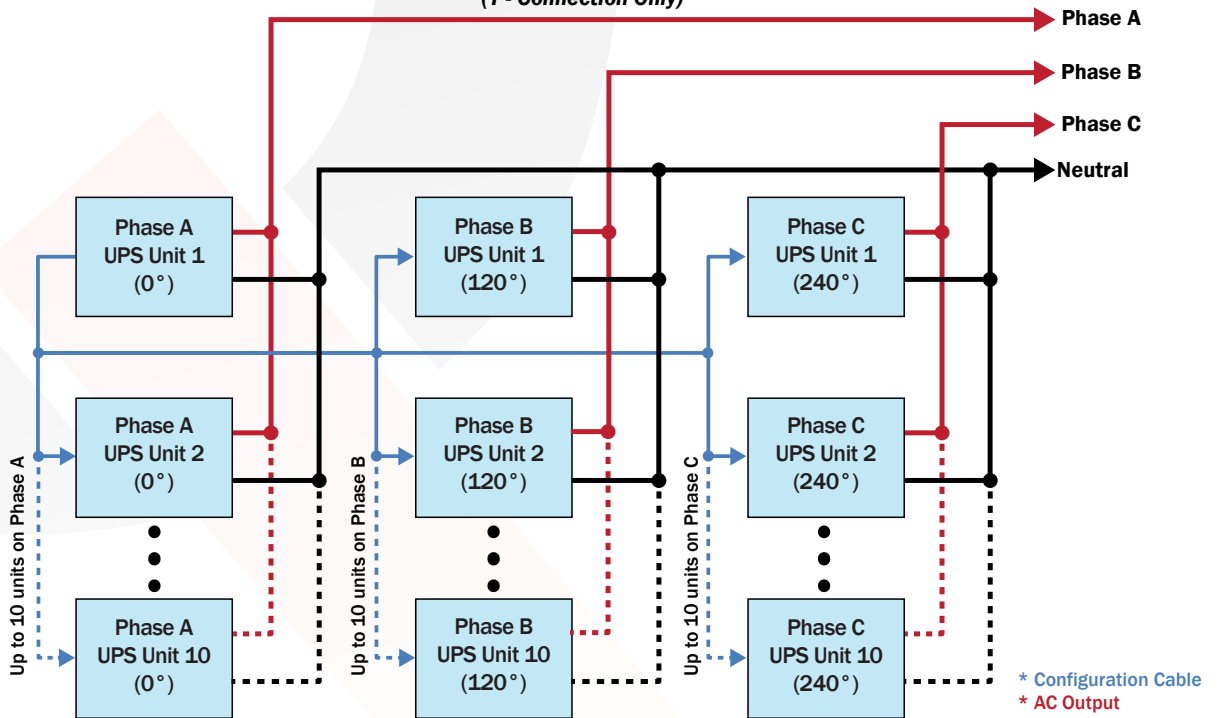 (Y - Connection Only)
Phase A
Phase B
Phase C
Neutral
Phase A
UPS Unit 1
(0°)
Phase B
UPS Unit 1
(120°)
Phase C
UPS Unit 1
(240°)
Phase A
UPS Unit 2
(0°)
Phase B
UPS Unit 2
(120°)
Phase C
UPS Unit 2
(240°)
Up to 10 units on Phase A
Up to 10 units on Phase B
Up to 10 units on Phase C
Phase A
UPS Unit 10
(0°)
Phase B
UPS Unit 10
(120°)
Phase C
UPS Unit 10
(240°)
* Configuration Cable
* AC Output